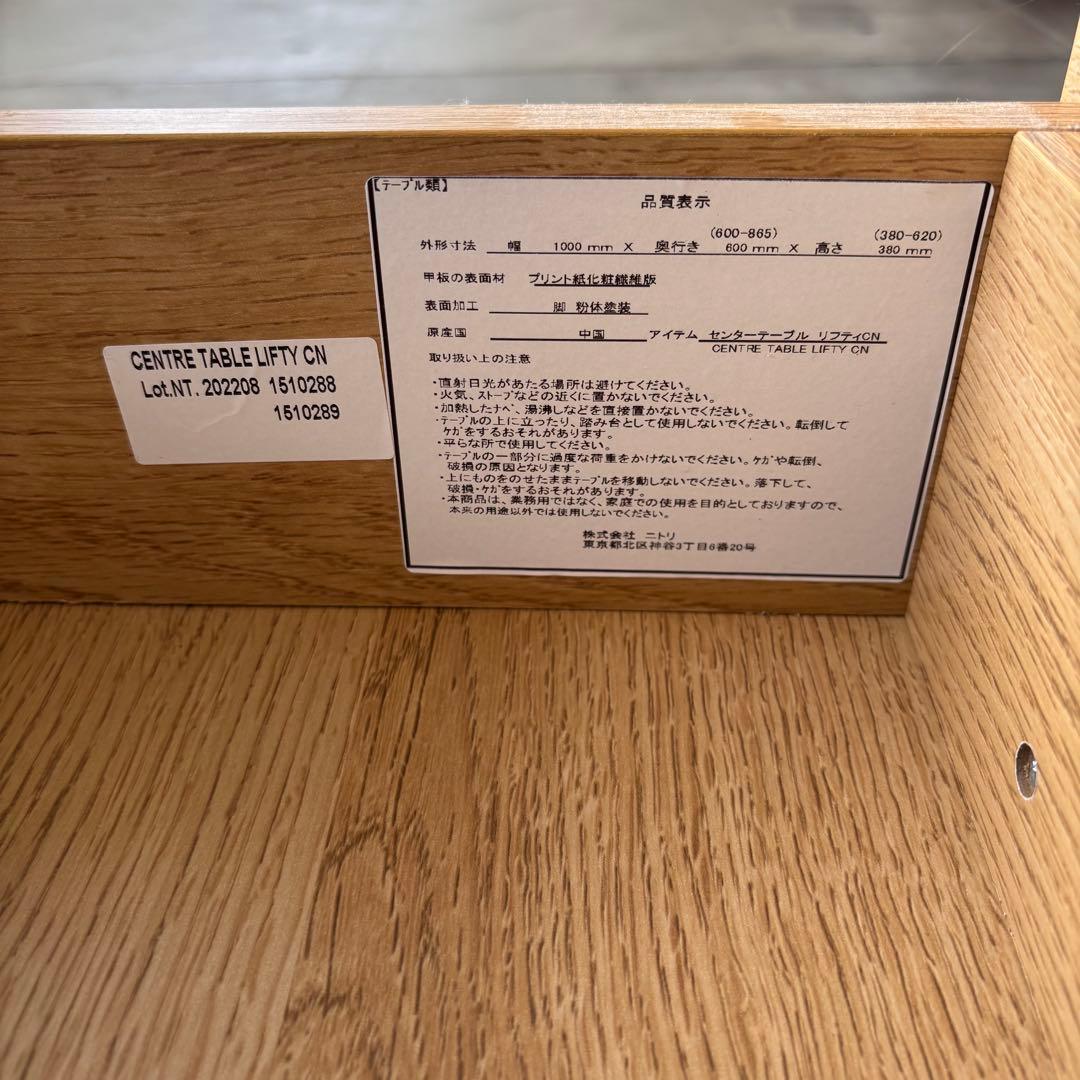 CENTRE TABLE LIFTY CN
Lot.NT. 202208 1510288
1510289
【テーブル類】
品質表示
(600-865) (380-620)
外形寸法 幅 1000 mm X 奥行き 600 mm X 高さ 380 mm
甲板の表面材 プリント紙化粧繊維版
表面加工 脚 粉体塗装
原産国 中国 アイテム センターテーブル リフティCN
CENTRE TABLE LIFTY CN
取り扱い上の注意
・直射日光があたる場所は避けてください。
・火気、ストーブなどの近くに置かないでください。
・加熱したナベ、湯沸しなどを直接置かないでください。
・テーブルの上に立ったり、踏み台として使用しないでください。転倒して
ケガをするおそれがあります。
・平らな所で使用してください。
・テーブルの一部分に過度な荷重をかけないでください。ケガや転倒、
破損の原因となります。
・上にものをのせたままテーブルを移動しないでください。落下して、
破損・ケガをするおそれがあります。
・本商品は、業務用ではなく、家庭での使用を目的としておりますので、
本来の用途以外では使用しないでください。
株式会社 ニトリ
東京都北区神谷3丁目6番20号